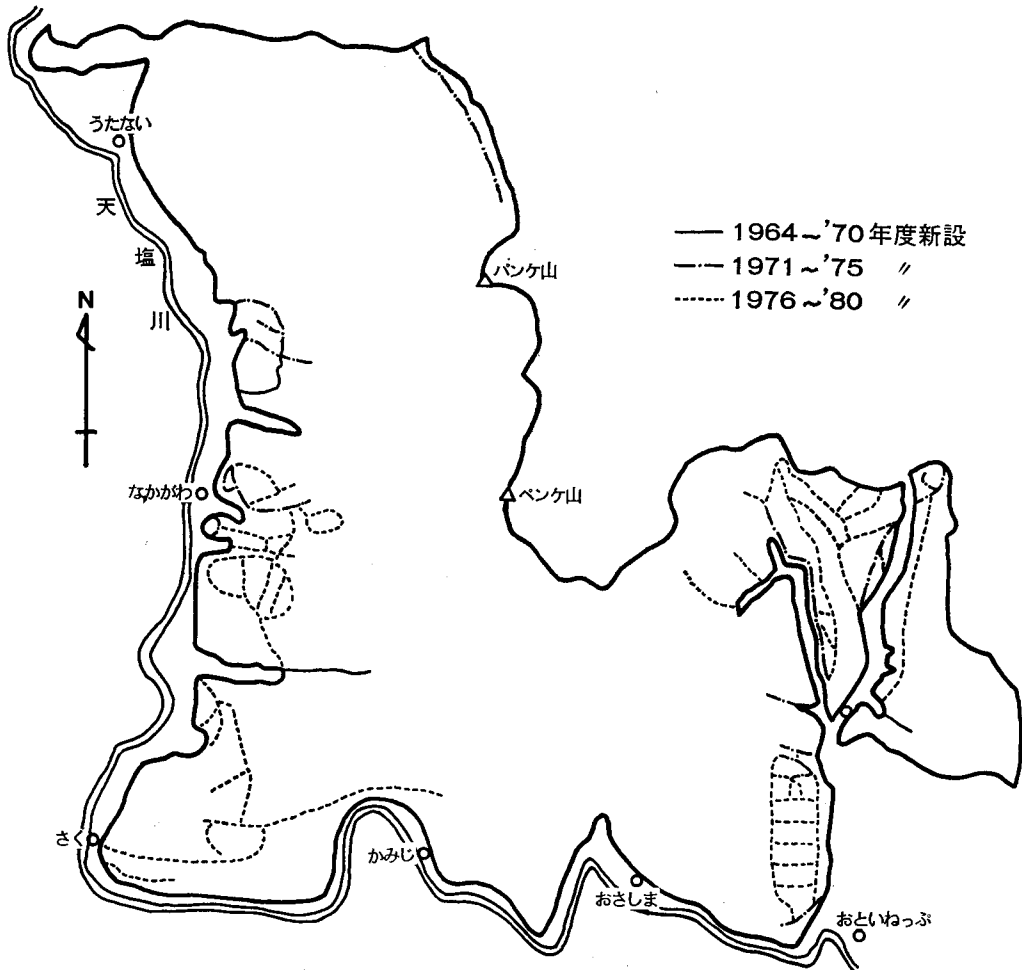 うたない
天
塩
川
N
1964~'70年度新設
1971~'75 〃
1976~'80 〃
パンケ山
なかがわ
ペンケ山
さく
かみじ
おさしま
おといねっぷ